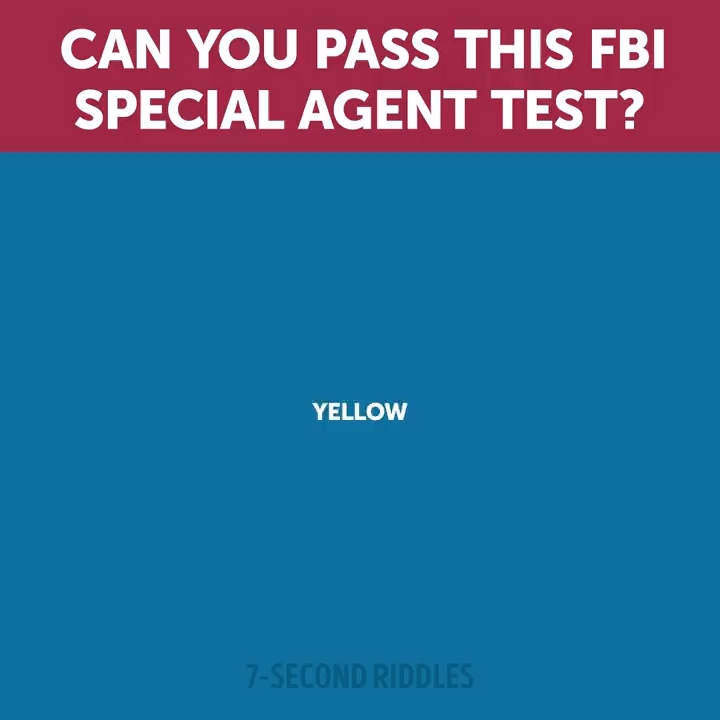 CAN YOU PASS THIS FBI
SPECIAL AGENT TEST?
YELLOW
7-SECOND RIDDLES